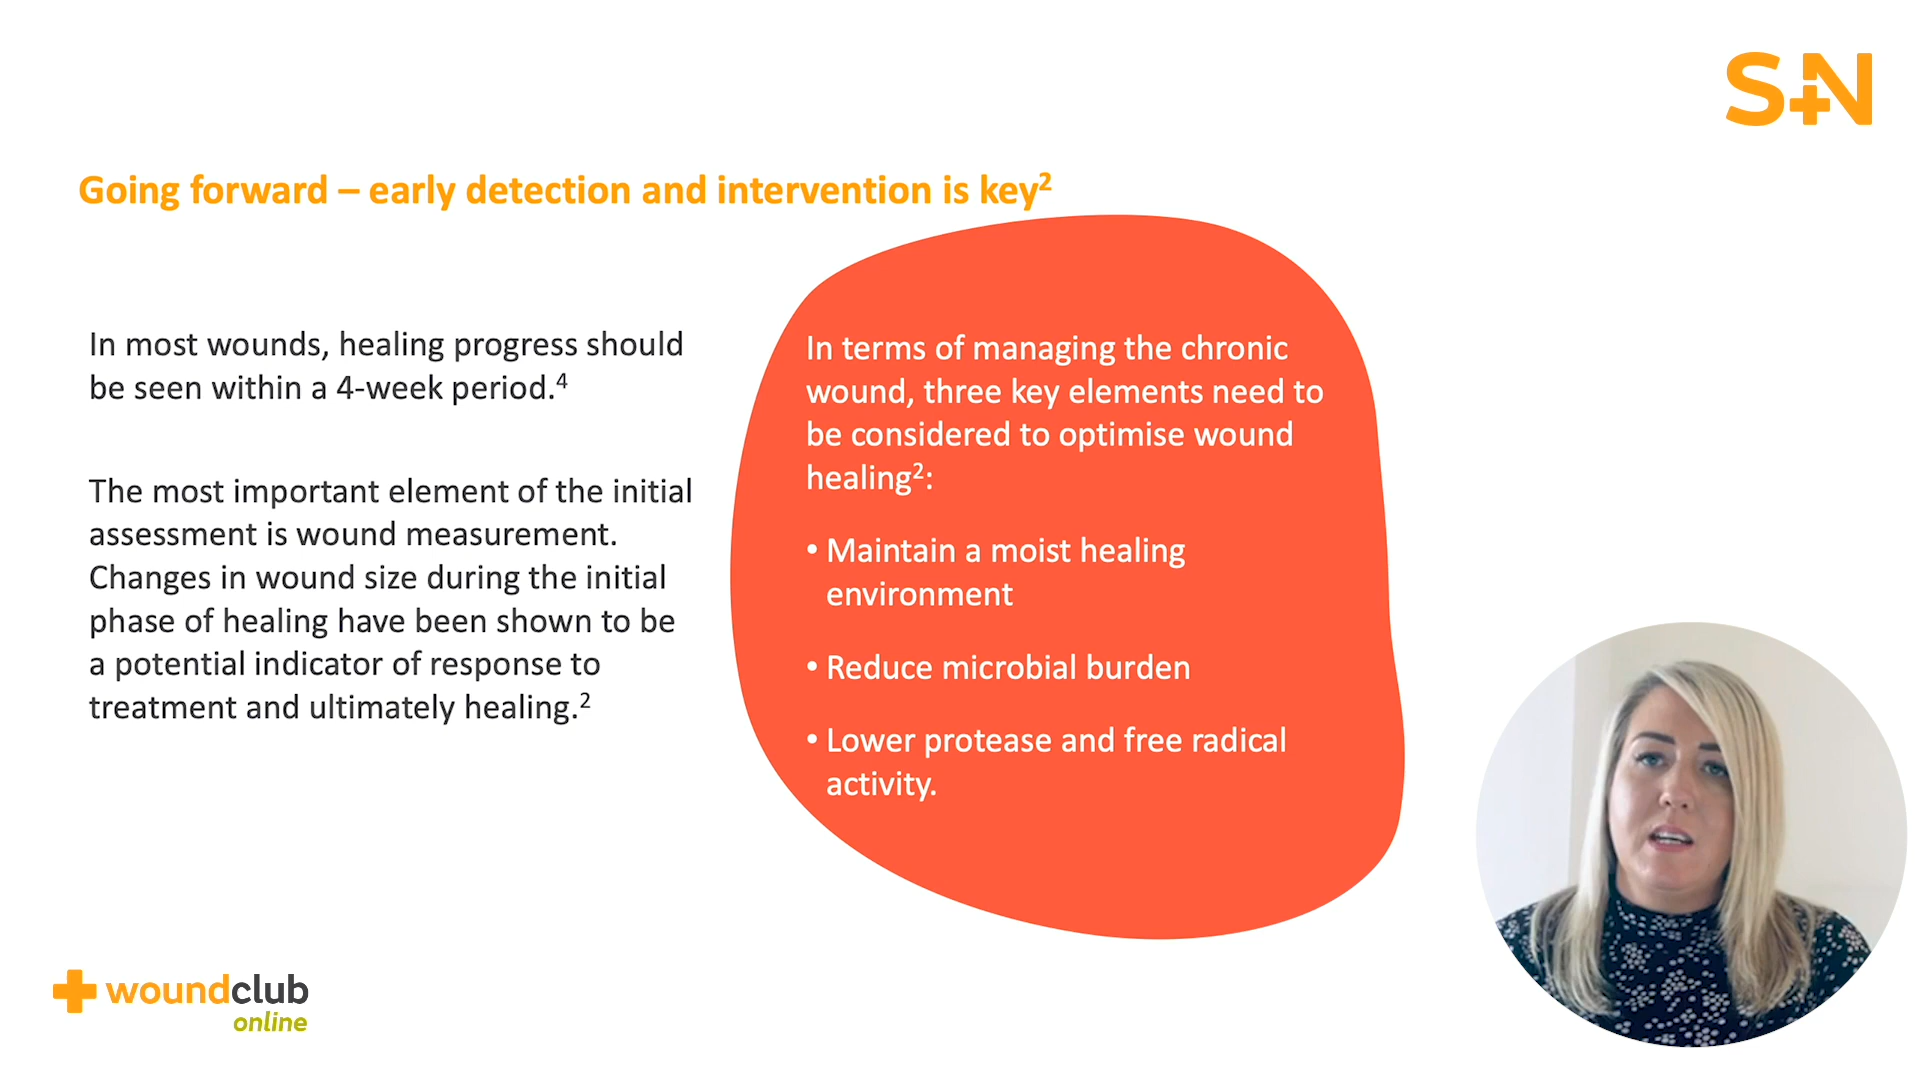 S+N
Going forward – early detection and intervention is key²
In most wounds, healing progress should
be seen within a 4-week period.⁴
The most important element of the initial
assessment is wound measurement.
Changes in wound size during the initial
phase of healing have been shown to be
a potential indicator of response to
treatment and ultimately healing.²
In terms of managing the chronic
wound, three key elements need to
be considered to optimise wound
healing²:
• Maintain a moist healing
environment
• Reduce microbial burden
• Lower protease and free radical
activity.
woundclub
online